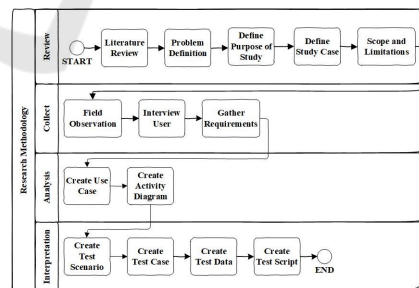 Research Methodology
Review
START
Literature
Review
Problem
Definition
Define
Purpose of
Study
Define
Study Case
Scope and
Limitations
Collect
Field
Observation
Interview
User
Gather
Requirements
Analysis
Create Use
Case
Create
Activity
Diagram
Interpretation
Create
Test
Scenario
Create
Test Case
Create
Test Data
Create
Test Script
END